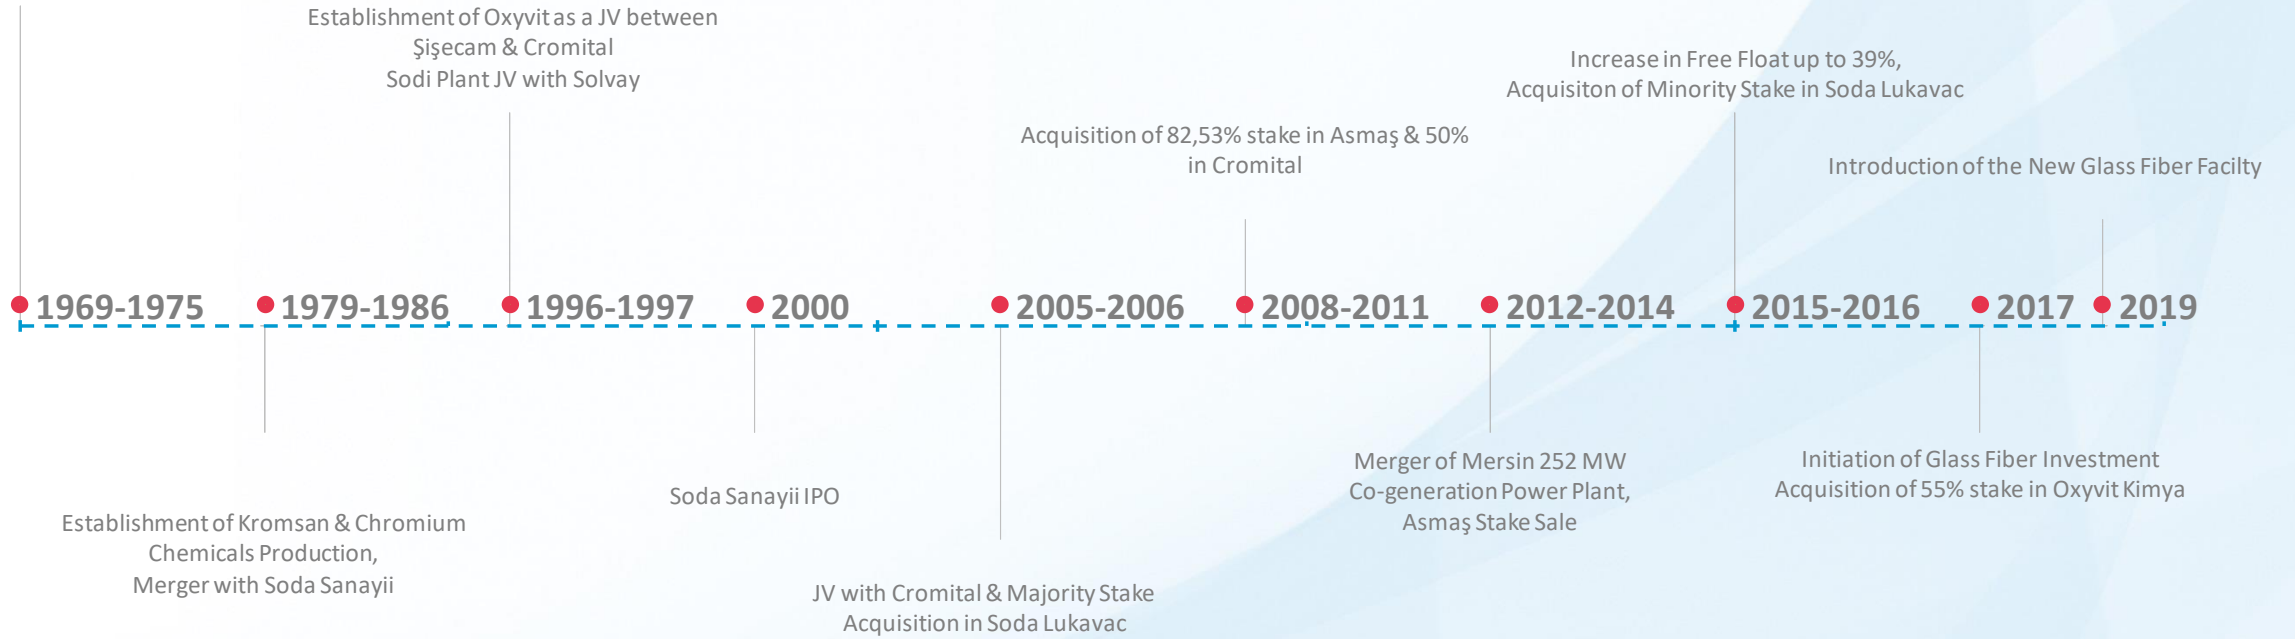 Establishment of Oxyvit as a JV between
Şişecam & Cromital
Sodi Plant JV with Solvay
Increase in Free Float up to 39%,
Acquisiton of Minority Stake in Soda Lukavac
Acquisition of 82,53% stake in Asmaş & 50%
in Cromital
Introduction of the New Glass Fiber Facilty
1969-1975
1979-1986
1996-1997
2000
2005-2006
2008-2011
2012-2014
2015-2016
2017
2019
Establishment of Kromsan & Chromium
Chemicals Production,
Merger with Soda Sanayii
Soda Sanayii IPO
JV with Cromital & Majority Stake
Acquisition in Soda Lukavac
Merger of Mersin 252 MW
Co-generation Power Plant,
Asmaş Stake Sale
Initiation of Glass Fiber Investment
Acquisition of 55% stake in Oxyvit Kimya